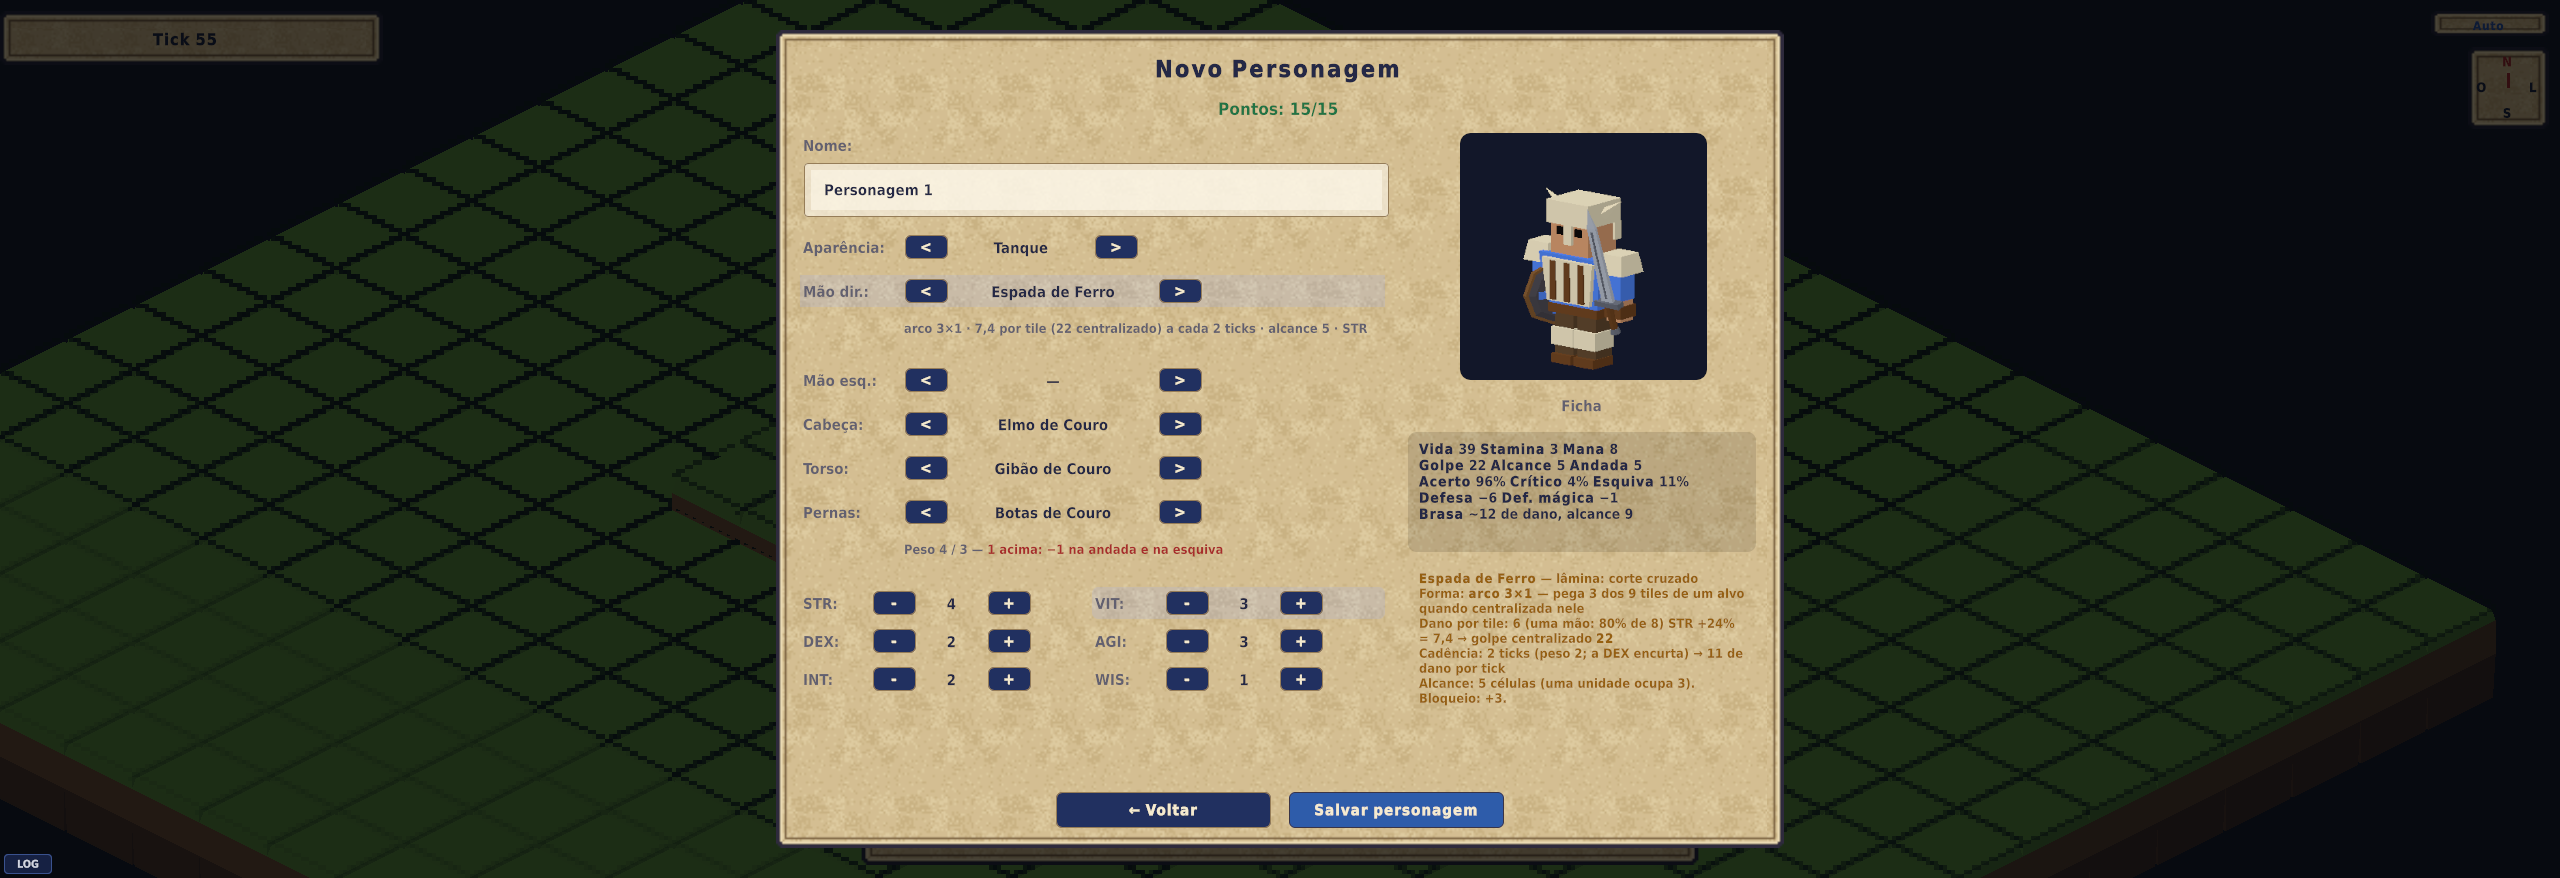 Tick 55
Auto
N
O L
S
Novo Personagem
Pontos: 15/15
Nome:
Personagem 1
Aparência: < Tanque >
Mão dir.: < Espada de Ferro >
arco 3×1 · 7,4 por tile (22 centralizado) a cada 2 ticks · alcance 5 · STR
Mão esq.: < — >
Cabeça: < Elmo de Couro >
Torso: < Gibão de Couro >
Pernas: < Botas de Couro >
Peso 4 / 3 — 1 acima: −1 na andada e na esquiva
STR: - 4 + VIT: - 3 +
DEX: - 2 + AGI: - 3 +
INT: - 2 + WIS: - 1 +
Ficha
Vida 39 Stamina 3 Mana 8
Golpe 22 Alcance 5 Andada 5
Acerto 96% Crítico 4% Esquiva 11%
Defesa −6 Def. mágica −1
Brasa ~12 de dano, alcance 9
Espada de Ferro — lâmina: corte cruzado
Forma: arco 3×1 — pega 3 dos 9 tiles de um alvo
quando centralizada nele
Dano por tile: 6 (uma mão: 80% de 8) STR +24%
= 7,4 → golpe centralizado 22
Cadência: 2 ticks (peso 2; a DEX encurta) → 11 de
dano por tick
Alcance: 5 células (uma unidade ocupa 3).
Bloqueio: +3.
← Voltar
Salvar personagem
LOG